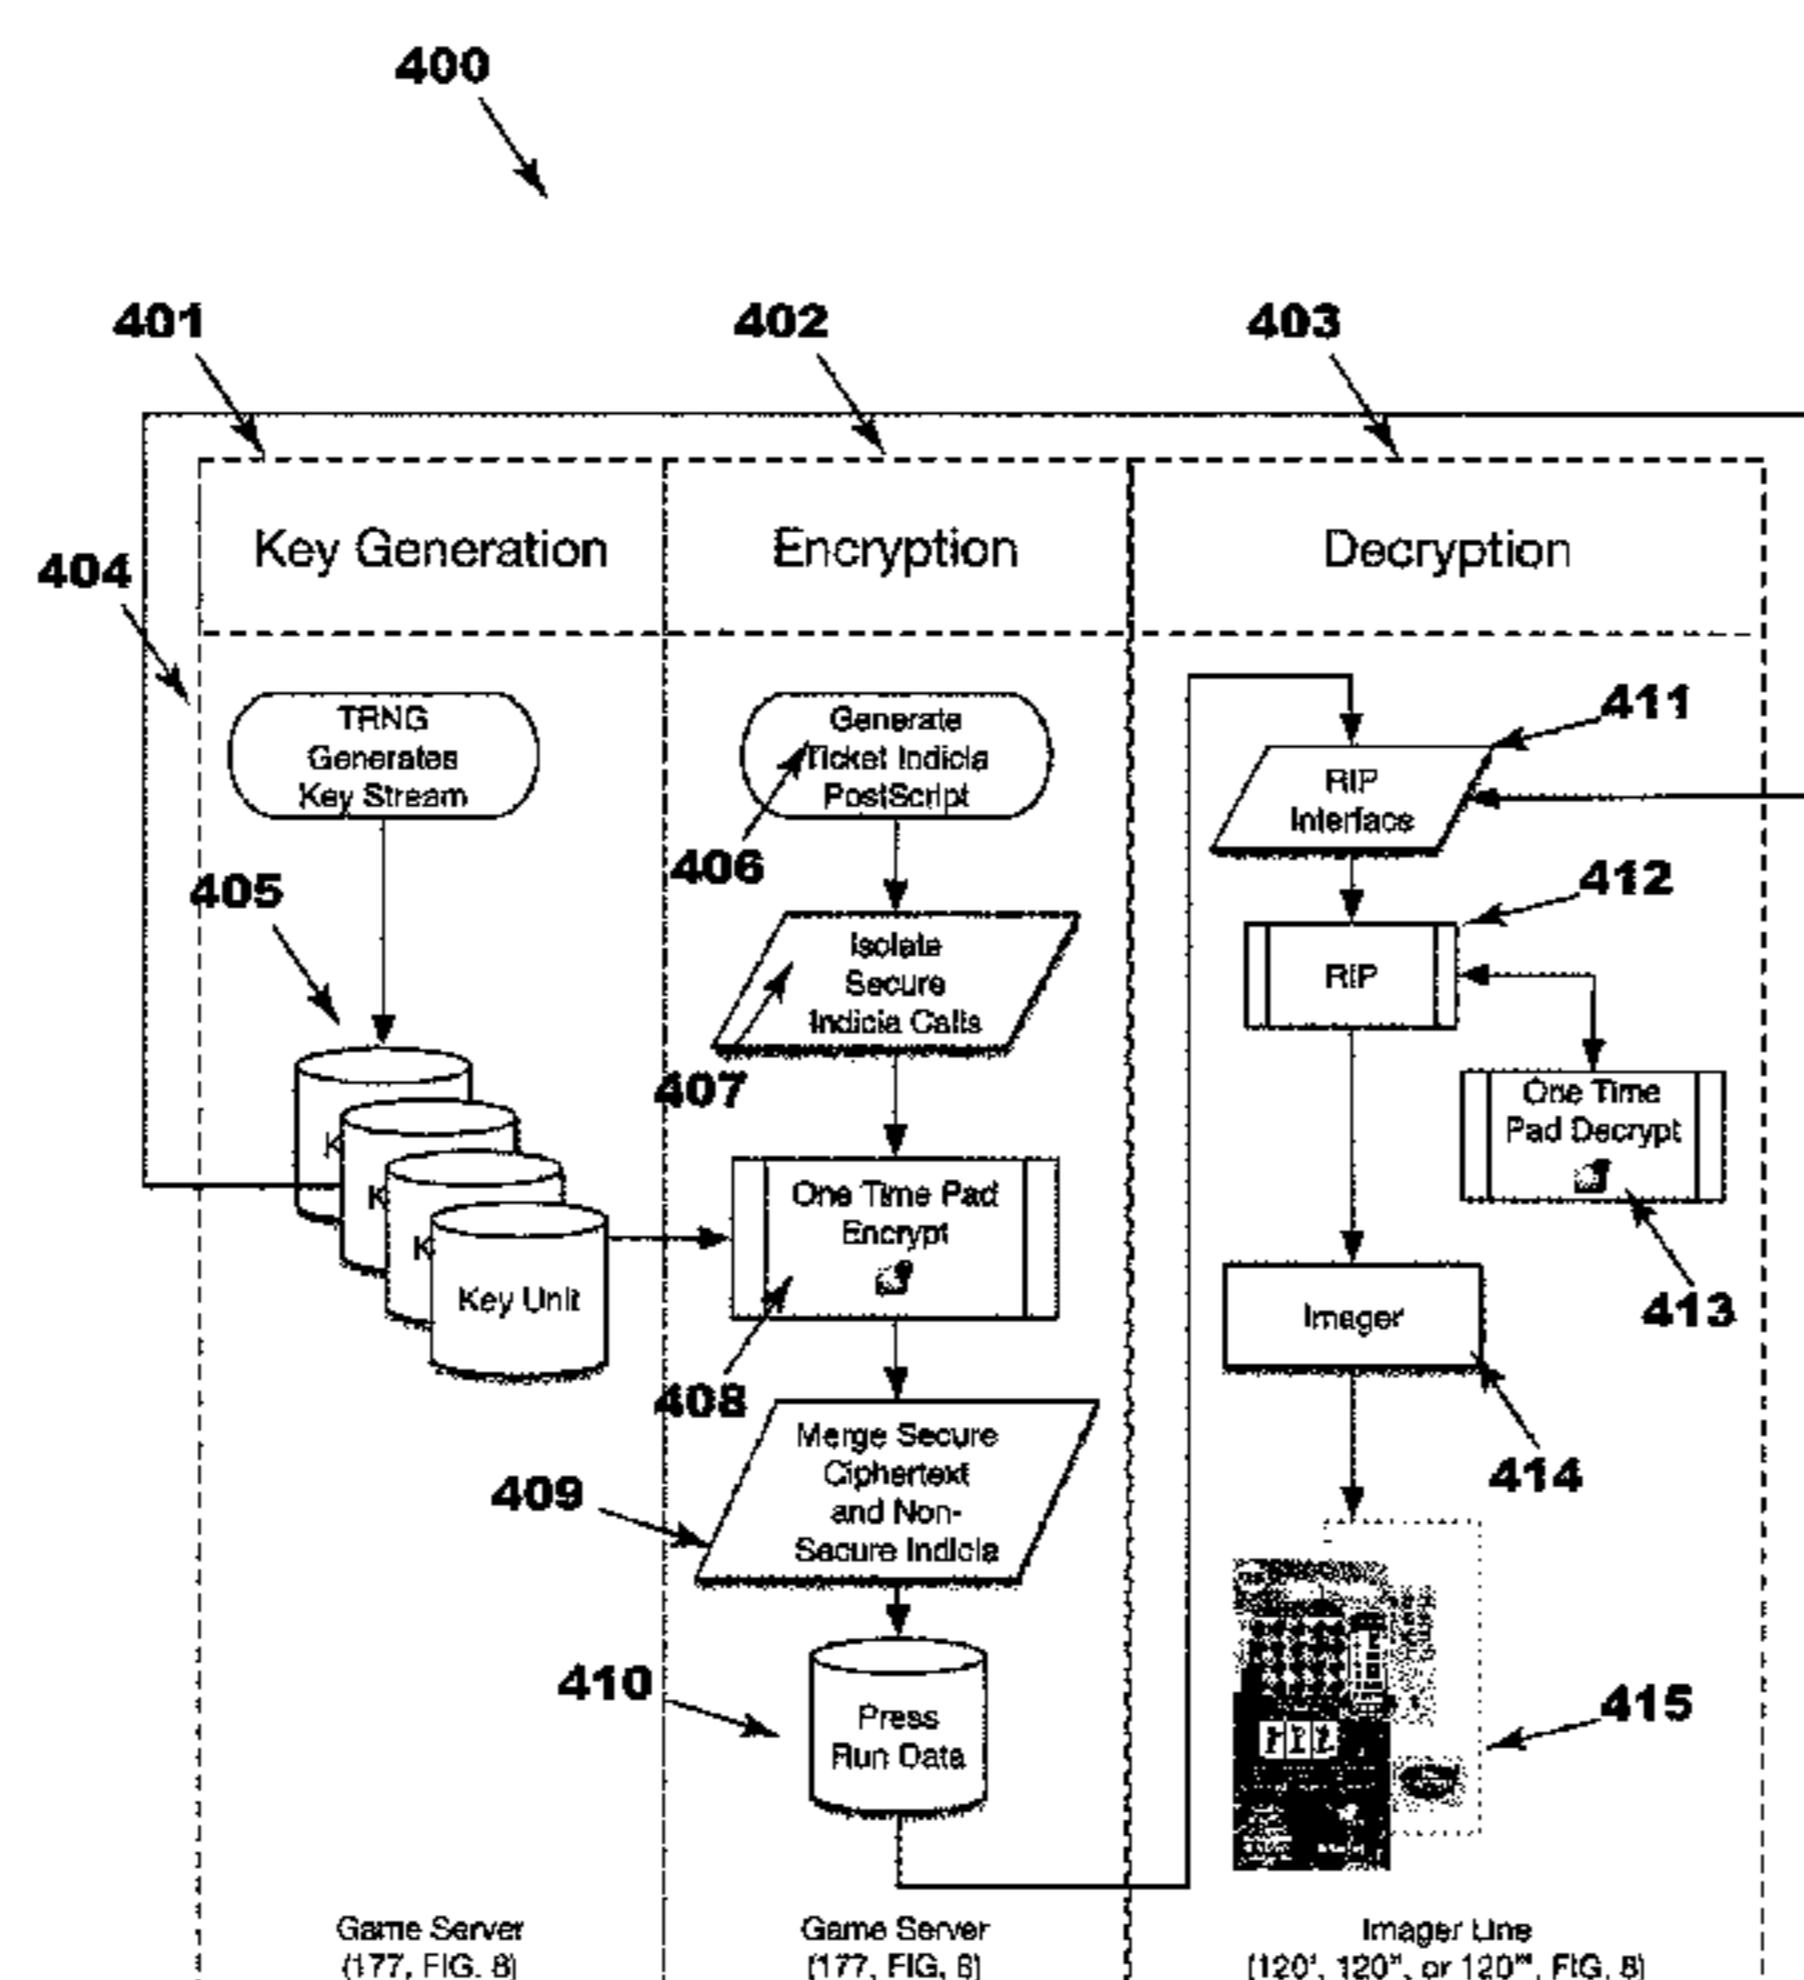 400
401
402
403
Key Generation
Encryption
Decryption
404
TRNG
Generates
Key Stream
405
K
K
K
Key Unit
Generate
Ticket Indicia
PostScript
406
Isolate
Secure
Indicia Calls
407
One Time Pad
Encrypt
408
Merge Secure
Ciphertext
and Non-
Secure Indicia
409
Press
Run Data
410
RIP
Interface
411
RIP
412
One Time
Pad Decrypt
413
Imager
414
415
Game Server
(177, FIG. 8)
Game Server
(177, FIG. 8)
Imager Line
(120', 120", or 120''', FIG. 8)